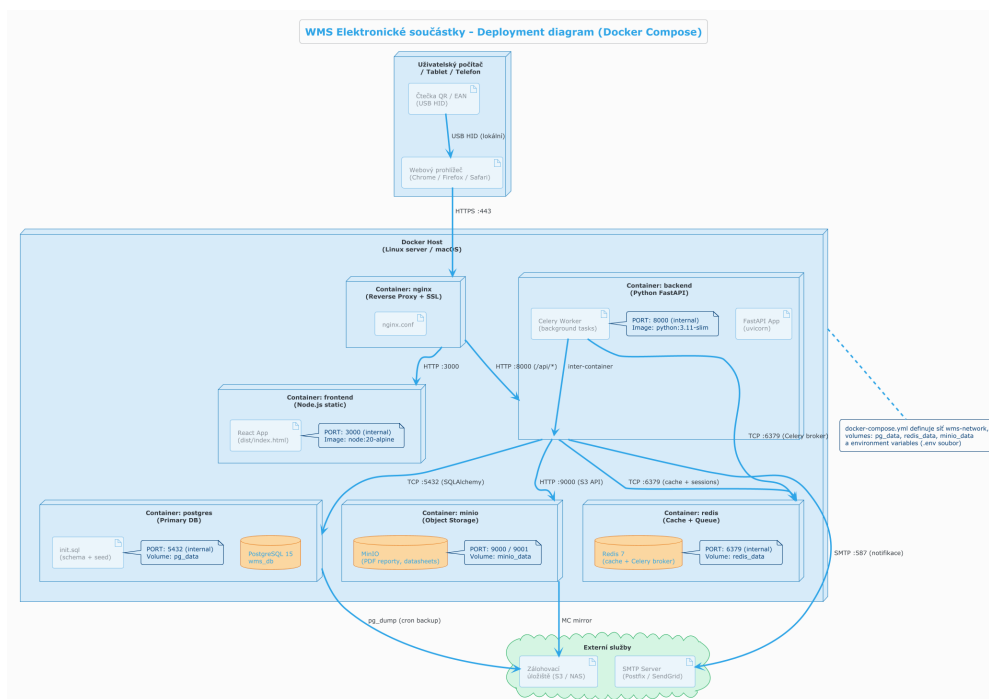 WMS Elektronické součástky - Deployment diagram (Docker Compose)
Uživatelský počítač
/ Tablet / Telefon
Čtečka QR / EAN
(USB HID)
USB HID (lokální)
Webový prohlížeč
(Chrome / Firefox / Safari)
HTTPS :443
Docker Host
(Linux server / macOS)
Container: nginx
(Reverse Proxy + SSL)
nginx.conf
Container: backend
(Python FastAPI)
Celery Worker
(background tasks)
PORT: 8000 (internal)
Image: python:3.11-slim
FastAPI App
(uvicorn)
HTTP :3000
HTTP :8000 (/api/*)
inter-container
Container: frontend
(Node.js static)
React App
(dist/index.html)
PORT: 3000 (internal)
Image: node:20-alpine
TCP :6379 (Celery broker)
docker-compose.yml definuje síť wms-network,
volumes: pg_data, redis_data, minio_data
a environment variables (.env soubor)
TCP :5432 (SQLAlchemy)
HTTP :9000 (S3 API)
TCP :6379 (cache + sessions)
Container: postgres
(Primary DB)
init.sql
(schema + seed)
PORT: 5432 (internal)
Volume: pg_data
PostgreSQL 15
wms_db
Container: minio
(Object Storage)
MinIO
(PDF reporty, datasheets)
PORT: 9000 / 9001
Volume: minio_data
Container: redis
(Cache + Queue)
Redis 7
(cache + Celery broker)
PORT: 6379 (internal)
Volume: redis_data
SMTP :587 (notifikace)
pg_dump (cron backup)
MC mirror
Externí služby
Zálohovací
úložiště (S3 / NAS)
SMTP Server
(Postfix / SendGrid)